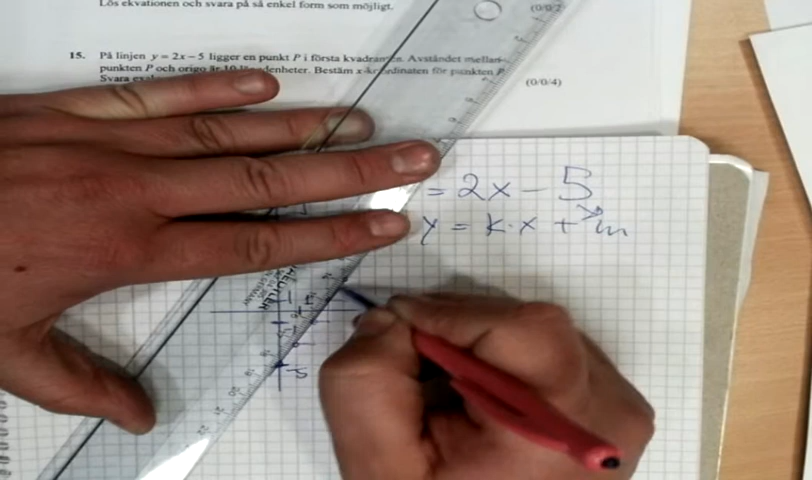 Lös ekvationen och svara på så enkel form som möjligt. (0/0/2)
15. På linjen y = 2x – 5 ligger en punkt P i första kvadranten. Avståndet mellan
punkten P och origo är 10 längdenheter. Bestäm x-koordinaten för punkten P.
Svara (0/0/4)
= 2x – 5
y = k·x + m
-5